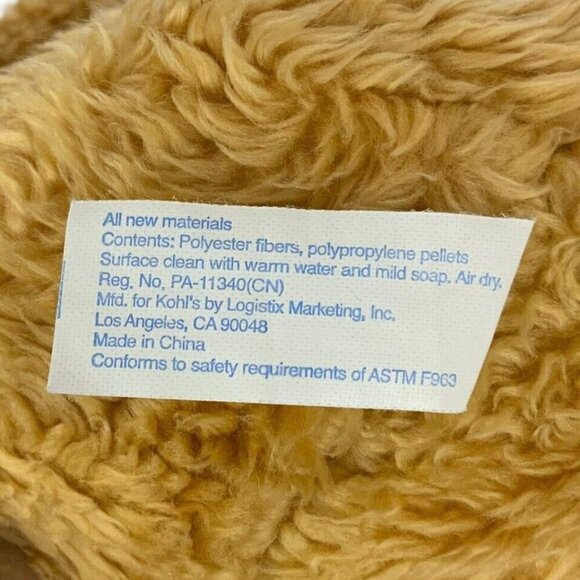 All new materials
Contents: Polyester fibers, polypropylene pellets
Surface clean with warm water and mild soap. Air dry.
Reg. No. PA-11340(CN)
Mfd. for Kohl's by Logistix Marketing, Inc.
Los Angeles, CA 90048
Made in China
Conforms to safety requirements of ASTM F963